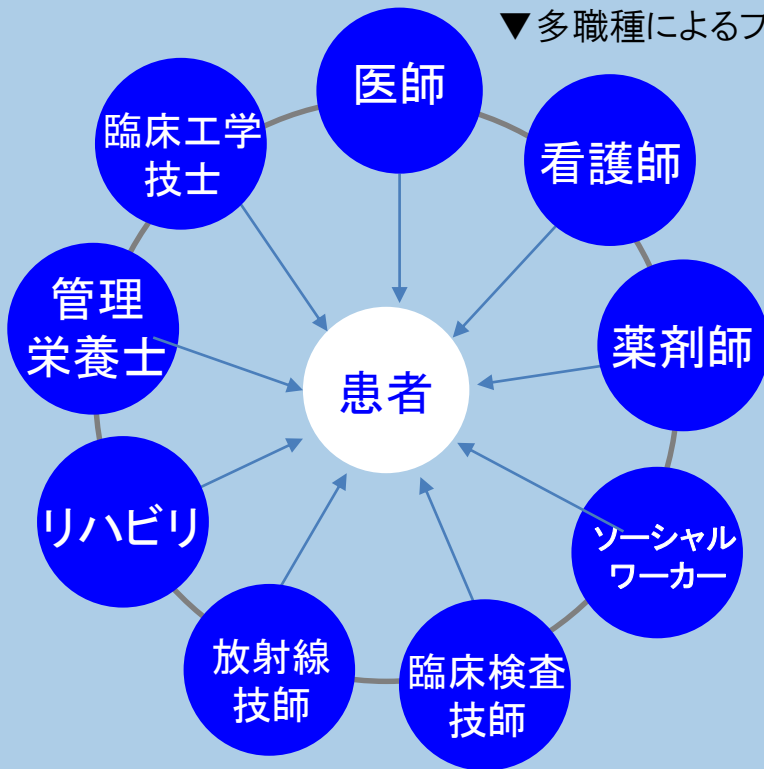 ▼多職種によるフ
医師
看護師
薬剤師
ソーシャル
ワーカー
臨床検査
技師
放射線
技師
リハビリ
管理
栄養士
臨床工学
技士
患者